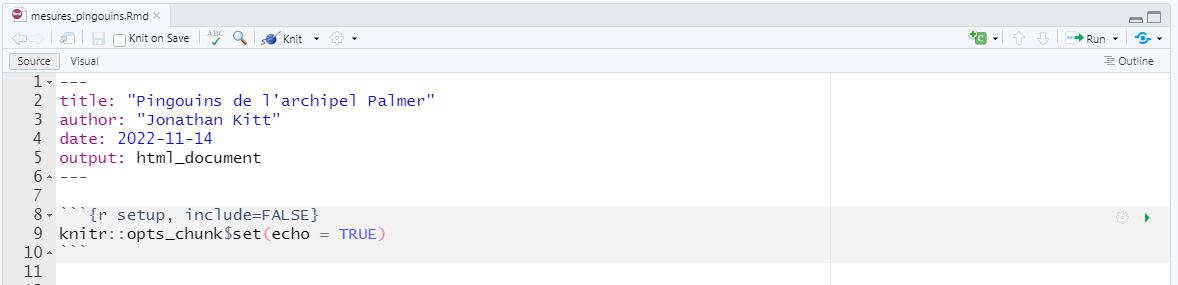 mesures_pingouins.Rmd
Knit on Save ABC Knit Run
Source Visual Outline
1 ---
2 title: "Pingouins de l'archipel Palmer"
3 author: "Jonathan Kitt"
4 date: 2022-11-14
5 output: html_document
6 ---
7
8 ```{r setup, include=FALSE}
9 knitr::opts_chunk$set(echo = TRUE)
10 ```
11